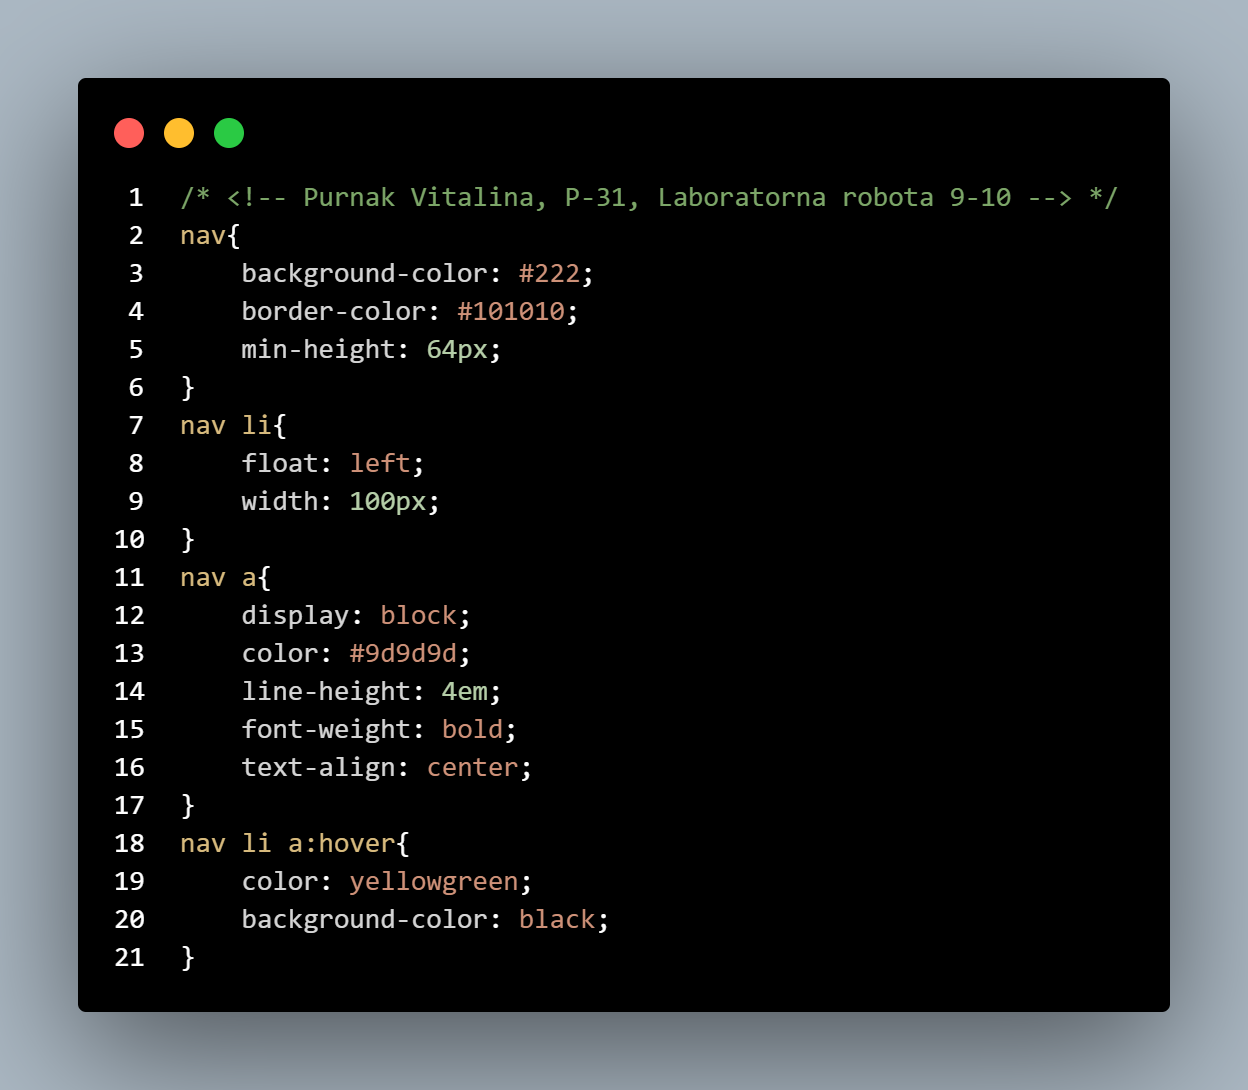 1 /* <!-- Purnak Vitalina, P-31, Laboratorna robota 9-10 --> */
2 nav{
3     background-color: #222;
4     border-color: #101010;
5     min-height: 64px;
6 }
7 nav li{
8     float: left;
9     width: 100px;
10 }
11 nav a{
12     display: block;
13     color: #9d9d9d;
14     line-height: 4em;
15     font-weight: bold;
16     text-align: center;
17 }
18 nav li a:hover{
19     color: yellowgreen;
20     background-color: black;
21 }